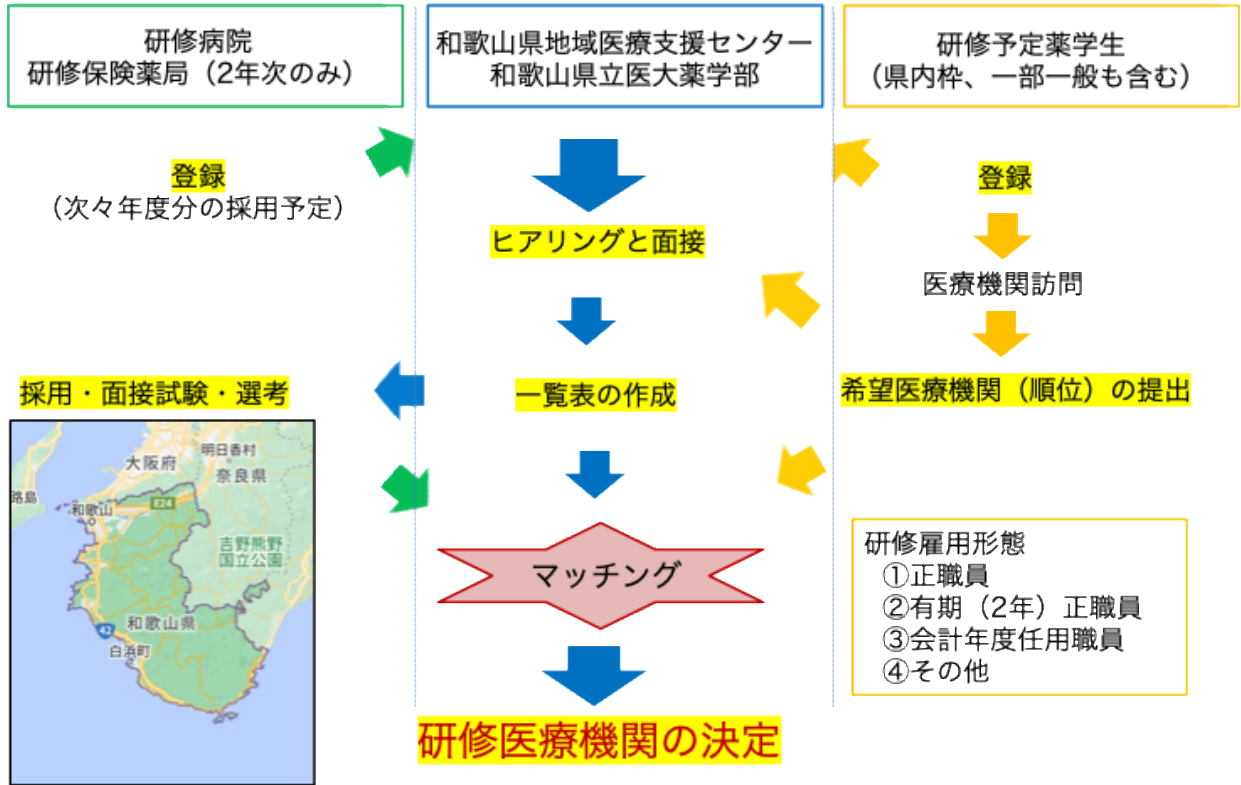 研修病院
研修保険薬局（2年次のみ）
登録
（次々年度分の採用予定）
採用・面接試験・選考
明日香村
大阪府
奈良県
路島
和歌山
E24
吉野熊野
国立公園
42
和歌山県
白浜町
和歌山県地域医療支援センター
和歌山県立医大薬学部
ヒアリングと面接
一覧表の作成
マッチング
研修医療機関の決定
研修予定薬学生
（県内枠、一部一般も含む）
登録
医療機関訪問
希望医療機関（順位）の提出
研修雇用形態
①正職員
②有期（2年）正職員
③会計年度任用職員
④その他